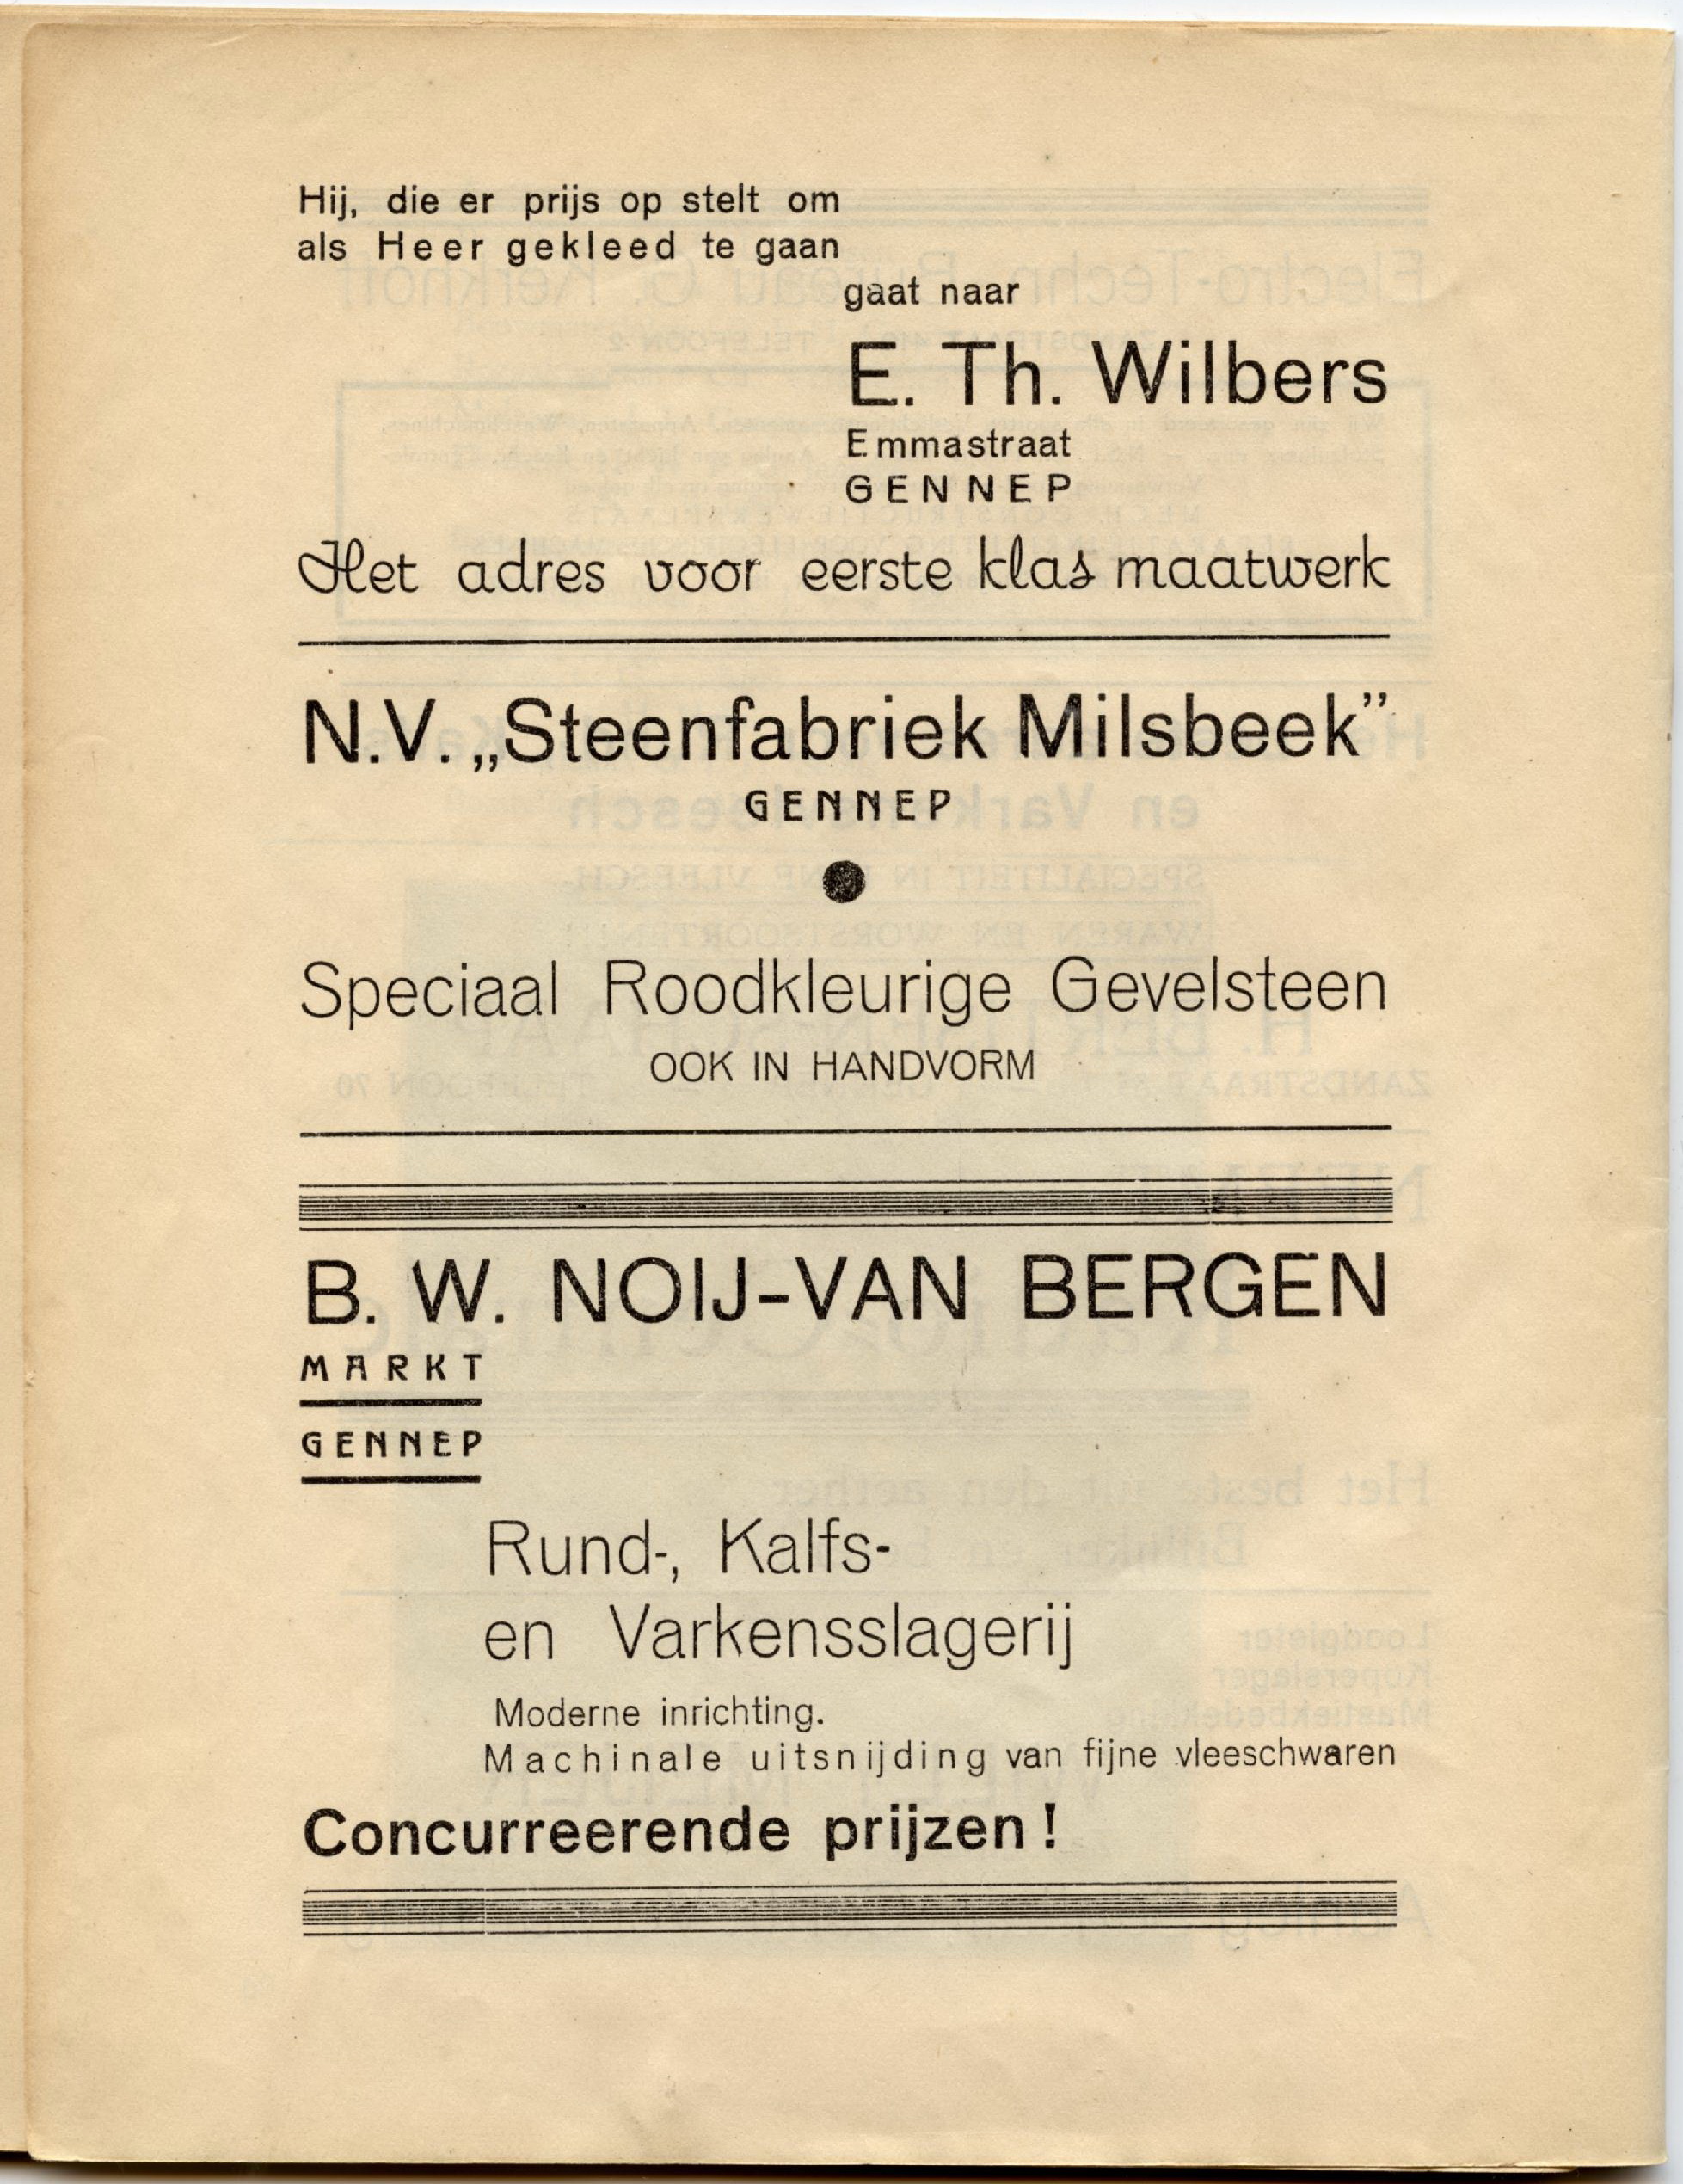 Hij, die er prijs op stelt om
als Heer gekleed te gaan
gaat naar
E. Th. Wilbers
Emmastraat
GENNEP
Het adres voor eerste klas maatwerk
N.V. „Steenfabriek Milsbeek”
GENNEP
Speciaal Roodkleurige Gevelsteen
OOK IN HANDVORM
B. W. NOIJ-VAN BERGEN
MARKT
GENNEP
Rund-, Kalfs-
en Varkensslagerij
Moderne inrichting.
Machinale uitsnijding van fijne vleeschwaren
Concurreerende prijzen!